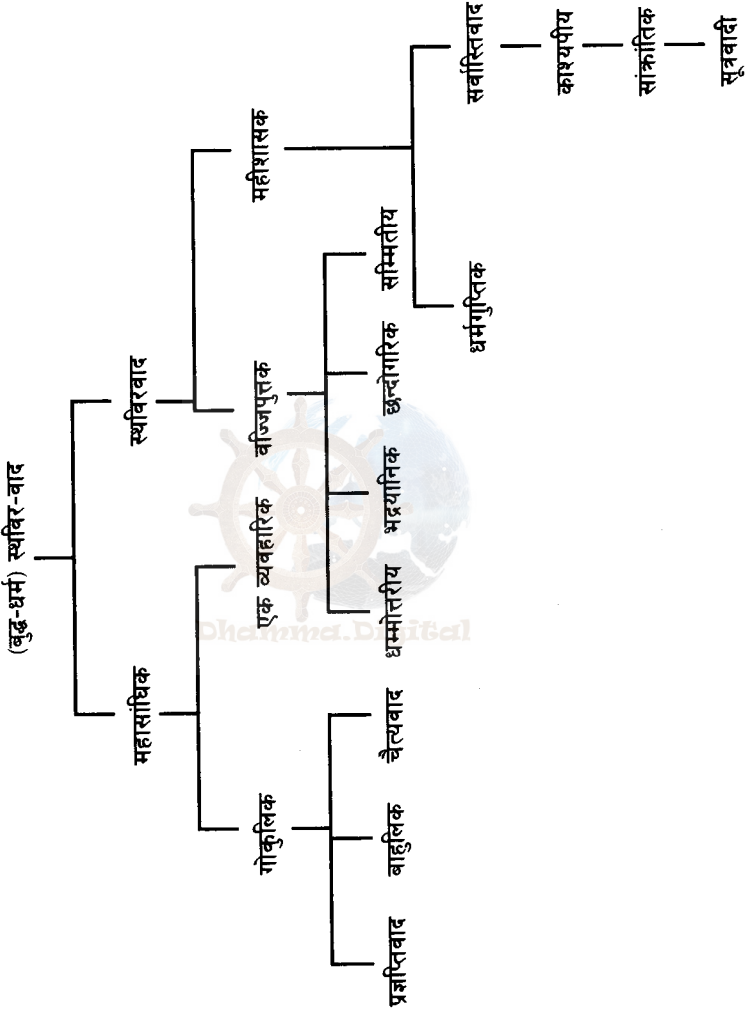 (बुद्ध-धर्म) स्थविर-वाद
महासांघिक
स्थविरवाद
गोकुलिक
एक व्यवहारिक
वज्जिपुत्तक
महीशासक
प्रज्ञप्तिवाद
बाहुलिक
चैत्यवाद
धम्मोत्तरीय
भद्रयानिक
छन्दोगरिक
सम्मितीय
धर्मगुप्तिक
सर्वास्तिवाद
काश्यपीय
सांक्रांतिक
सूत्रवादी
Dhamma.Digital